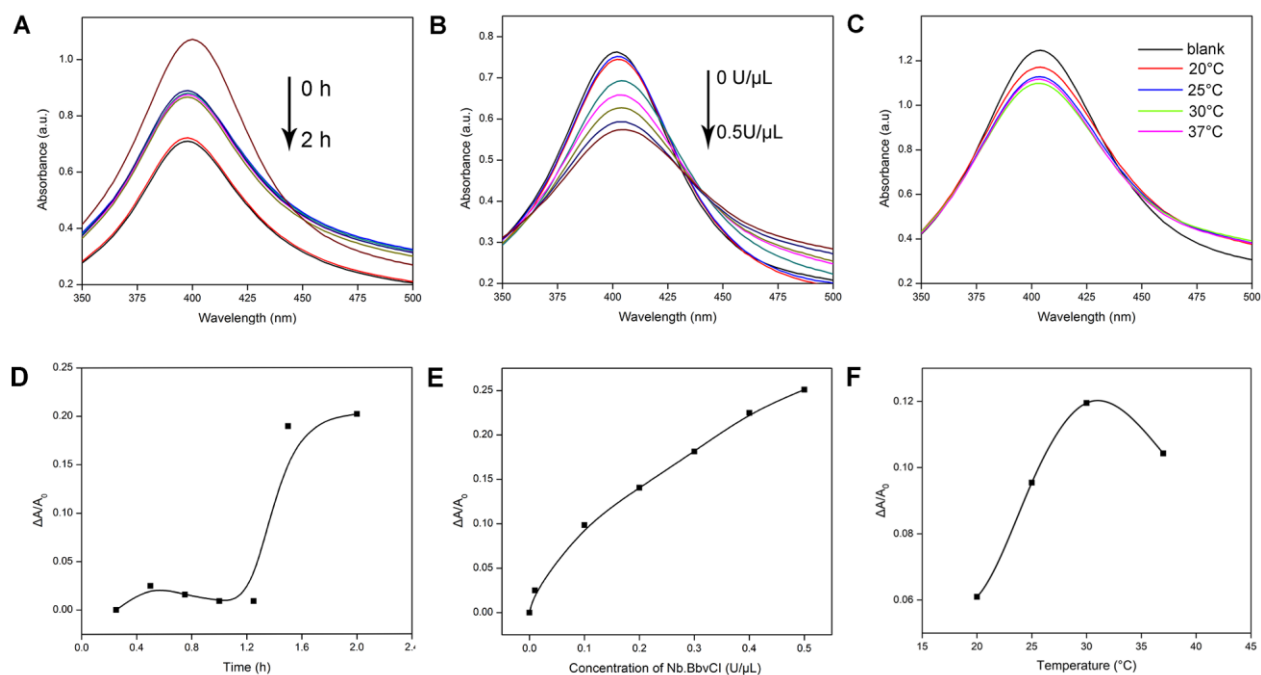 A
Absorbance (a.u.)
1.0
0.8
0.6
0.4
0.2
0 h
2 h
350
375
400
425
450
475
500
Wavelength (nm)
B
Absorbance (a.u.)
0.8
0.7
0.6
0.5
0.4
0.3
0.2
0 U/μL
0.5U/μL
350
375
400
425
450
475
500
Wavelength (nm)
C
Absorbance (a.u)
1.2
1.0
0.8
0.6
0.4
0.2
blank
20°C
25°C
30°C
37°C
350
375
400
425
450
475
500
Wavelength (nm)
D
ΔA/A₀
0.25
0.20
0.15
0.10
0.05
0.00
0.0
0.4
0.8
1.2
1.6
2.0
2.4
Time (h)
E
ΔA/A₀
0.25
0.20
0.15
0.10
0.05
0.00
0.0
0.1
0.2
0.3
0.4
0.5
Concentration of Nb.BbvCI (U/μL)
F
ΔA/A₀
0.12
0.10
0.08
0.06
15
20
25
30
35
40
45
Temperature (°C)